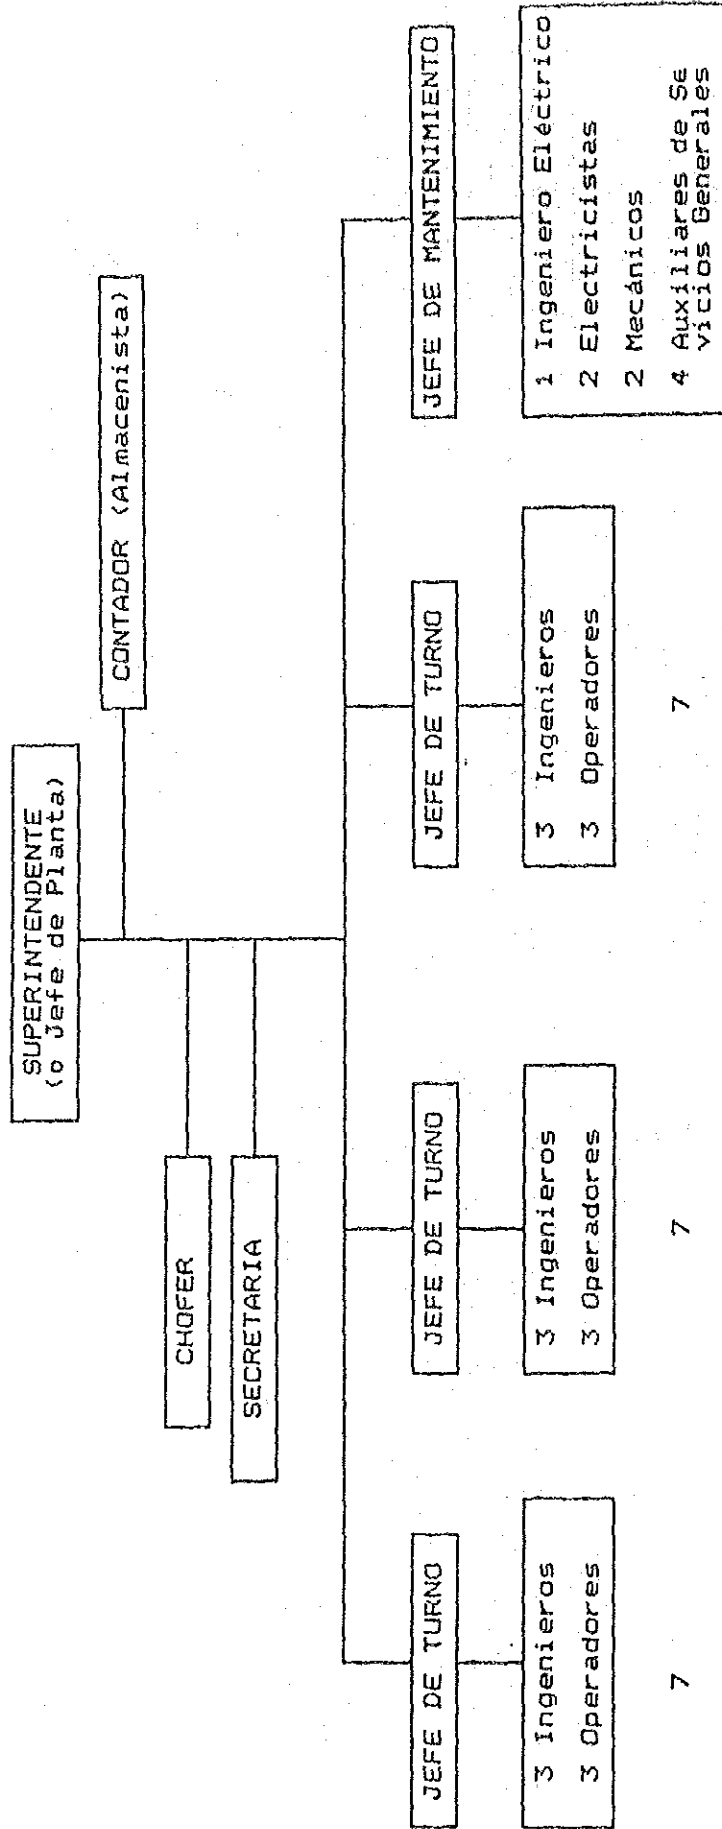 SUPERINTENDENTE
(o Jefe de Planta)
CONTADOR (Almacenista)
CHOFER
SECRETARIA
JEFE DE TURNO
3 Ingenieros
3 Operadores
7
JEFE DE TURNO
3 Ingenieros
3 Operadores
7
JEFE DE TURNO
3 Ingenieros
3 Operadores
7
JEFE DE MANTENIMIENTO
1 Ingeniero Eléctrico
2 Electricistas
2 Mecánicos
4 Auxiliares de Se
vicios Generales